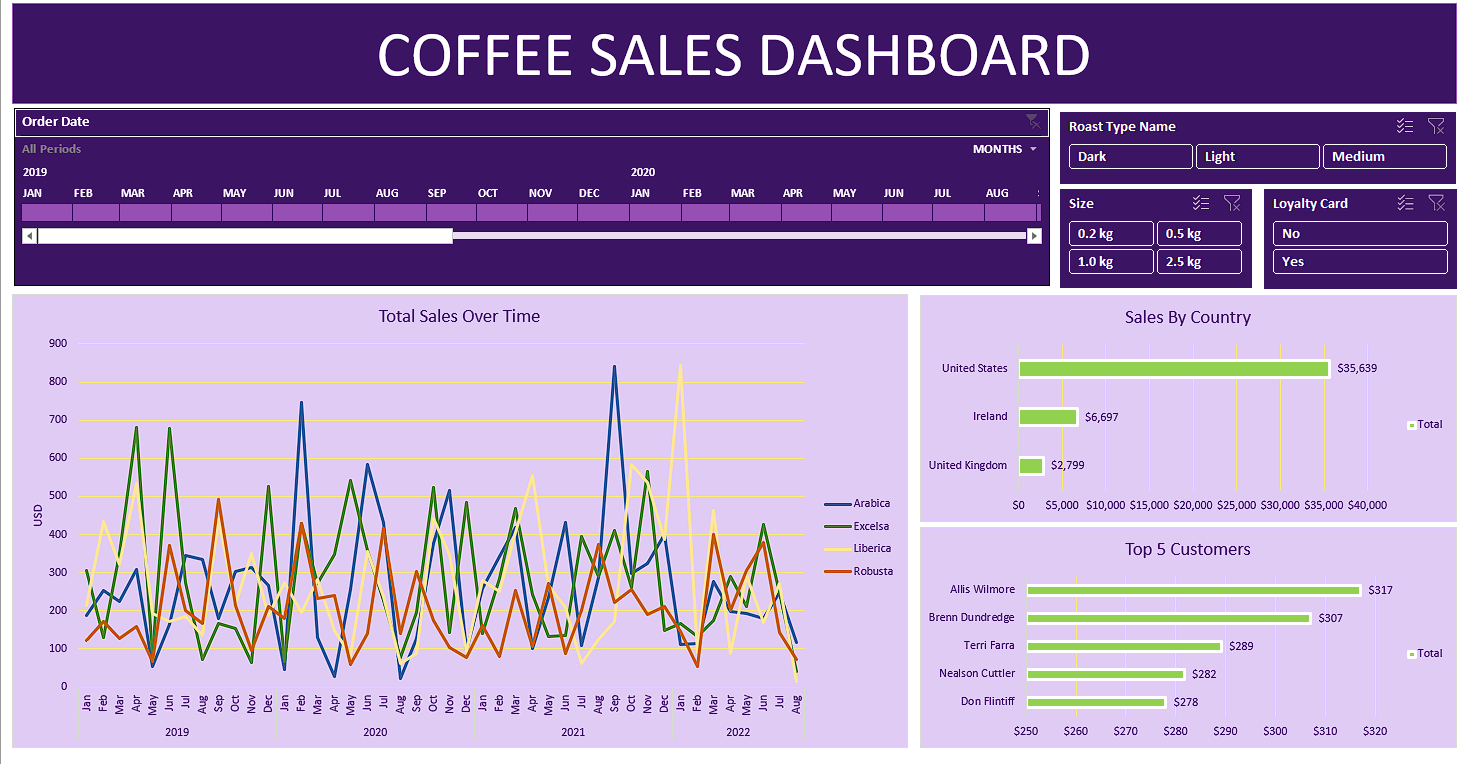 COFFEE SALES DASHBOARD
Order Date
All Periods
MONTHS
2019 2020
JAN FEB MAR APR MAY JUN JUL AUG SEP OCT NOV DEC JAN FEB MAR APR MAY JUN JUL AUG
Roast Type Name
Dark Light Medium
Size
0.2 kg 0.5 kg
1.0 kg 2.5 kg
Loyalty Card
No
Yes
Total Sales Over Time
900
800
700
600
500
400
300
200
100
0
USD
Jan Feb Mar Apr May Jun Jul Aug Sep Oct Nov Dec Jan Feb Mar Apr May Jun Jul Aug Sep Oct Nov Dec Jan Feb Mar Apr May Jun Jul Aug Sep Oct Nov Dec Jan Feb Mar Apr May Jun Jul Aug
2019 2020 2021 2022
Arabica
Excelsa
Liberica
Robusta
Sales By Country
United States $35,639
Ireland $6,697
United Kingdom $2,799
$0 $5,000 $10,000 $15,000 $20,000 $25,000 $30,000 $35,000 $40,000
Total
Top 5 Customers
Allis Wilmore $317
Brenn Dundredge $307
Terri Farra $289
Nealson Cuttler $282
Don Flintiff $278
$250 $260 $270 $280 $290 $300 $310 $320
Total